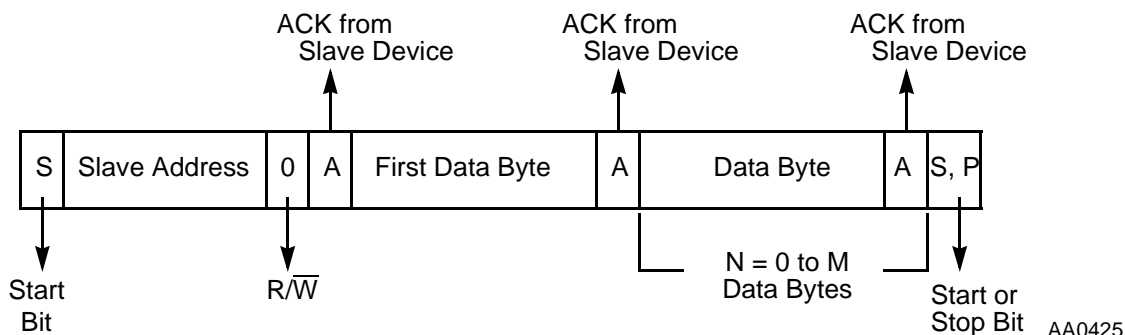 ACK from
Slave Device
ACK from
Slave Device
ACK from
Slave Device
S Slave Address 0 A First Data Byte A Data Byte A S, P
Start
Bit
R/W̅
N = 0 to M
Data Bytes
Start or
Stop Bit
AA0425